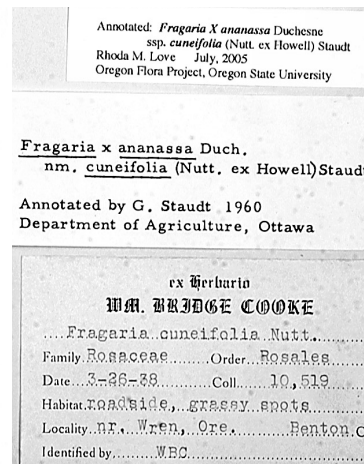 Annotated: Fragaria X ananassa Duchesne
ssp. cuneifolia (Nutt. ex Howell) Staudt
Rhoda M. Love July, 2005
Oregon Flora Project, Oregon State University
Fragaria x ananassa Duch.
nm. cuneifolia (Nutt. ex Howell) Staudt
Annotated by G. Staudt 1960
Department of Agriculture, Ottawa
ex Herbario
WM. BRIDGE COOKE
Fragaria cuneifolia Nutt.
Family Rosaceae Order Rosales
Date 3-26-38 Coll. 10,519
Habitat roadside, grassy spots
Locality nr. Wren, Ore. Benton
Identified by WBC